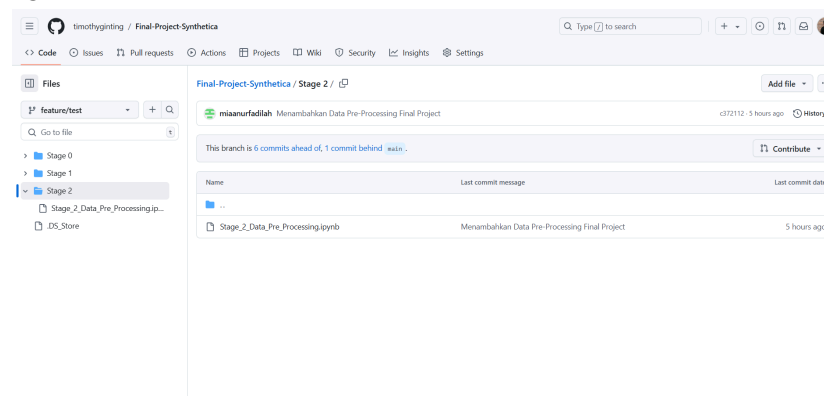 timothyginting / Final-Project-Synthetica
Type / to search
Code
Issues
Pull requests
Actions
Projects
Wiki
Security
Insights
Settings
Files
Final-Project-Synthetica / Stage 2 /
Add file
feature/test
miaanurfadilah Menambahkan Data Pre-Processing Final Project
c372112 · 5 hours ago
History
Go to file
t
This branch is 6 commits ahead of, 1 commit behind main .
Contribute
Stage 0
Stage 1
Stage 2
Stage_2_Data_Pre_Processing.ip...
.DS_Store
Name
Last commit message
Last commit date
..
Stage_2_Data_Pre_Processing.ipynb
Menambahkan Data Pre-Processing Final Project
5 hours ago